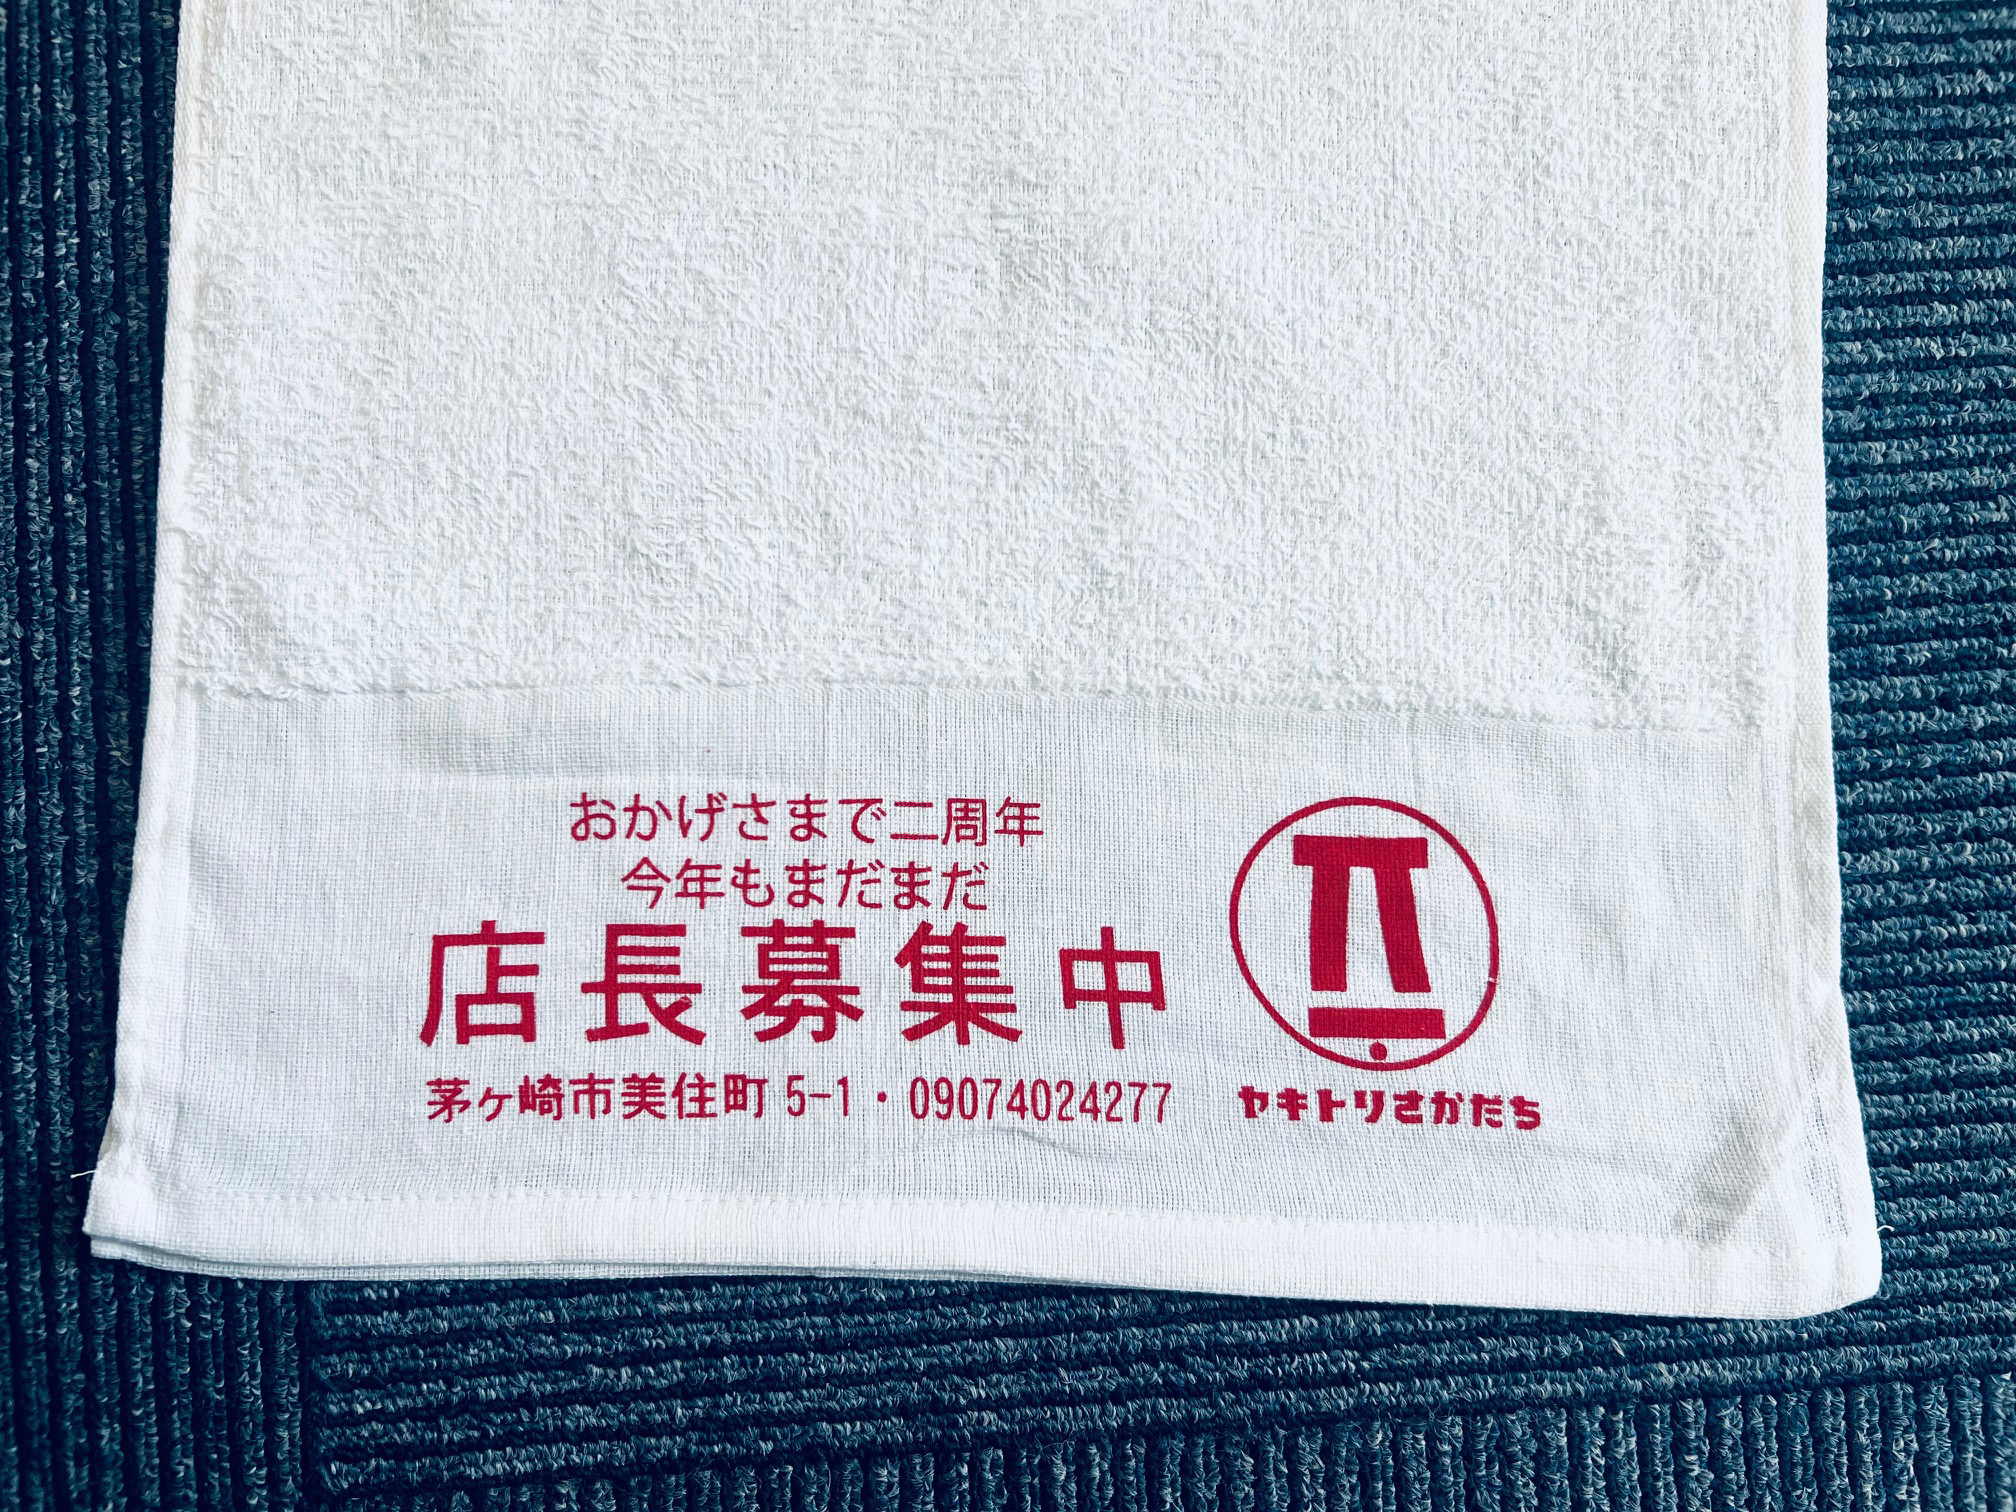 おかげさまで二周年
今年もまだまだ
店長募集中
茅ヶ崎市美住町 5-1・09074024277
ヤキトリさかだち